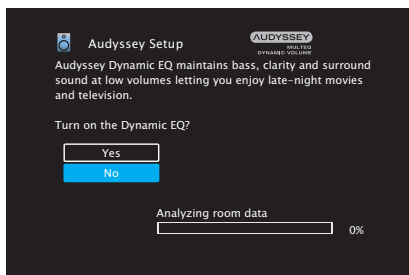 Audyssey Setup
AUDYSSEY
MULTEQ
DYNAMIC VOLUME
Audyssey Dynamic EQ maintains bass, clarity and surround
sound at low volumes letting you enjoy late-night movies
and television.
Turn on the Dynamic EQ?
Yes
No
Analyzing room data
0%